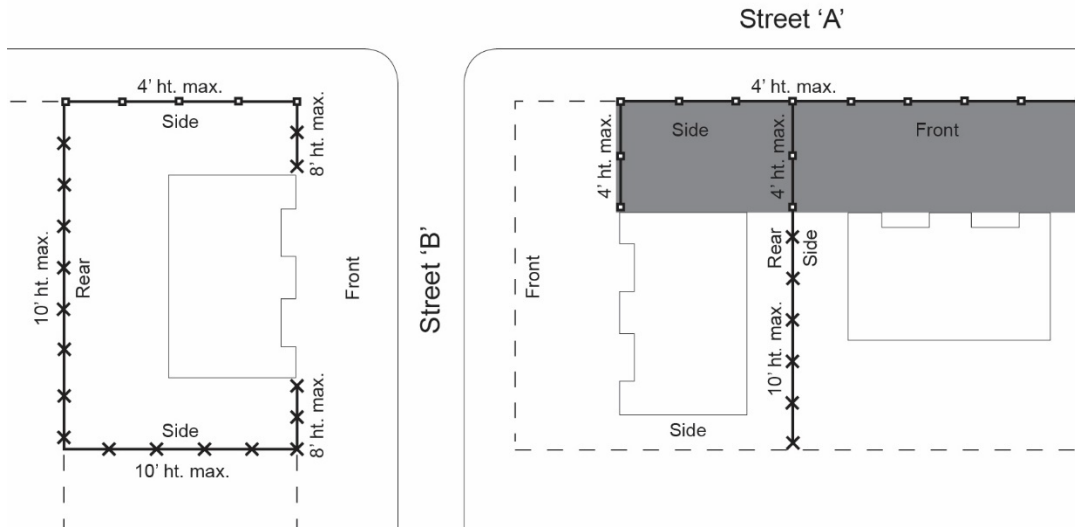 Street ‘A’
4’ ht. max.
Side
8’ ht. max.
10’ ht. max.
Rear
Front
Side
8’ ht. max.
10’ ht. max.
Street ‘B’
4’ ht. max.
4’ ht. max.
Side
4’ ht. max.
Front
Front
Rear
Side
10’ ht. max.
Side